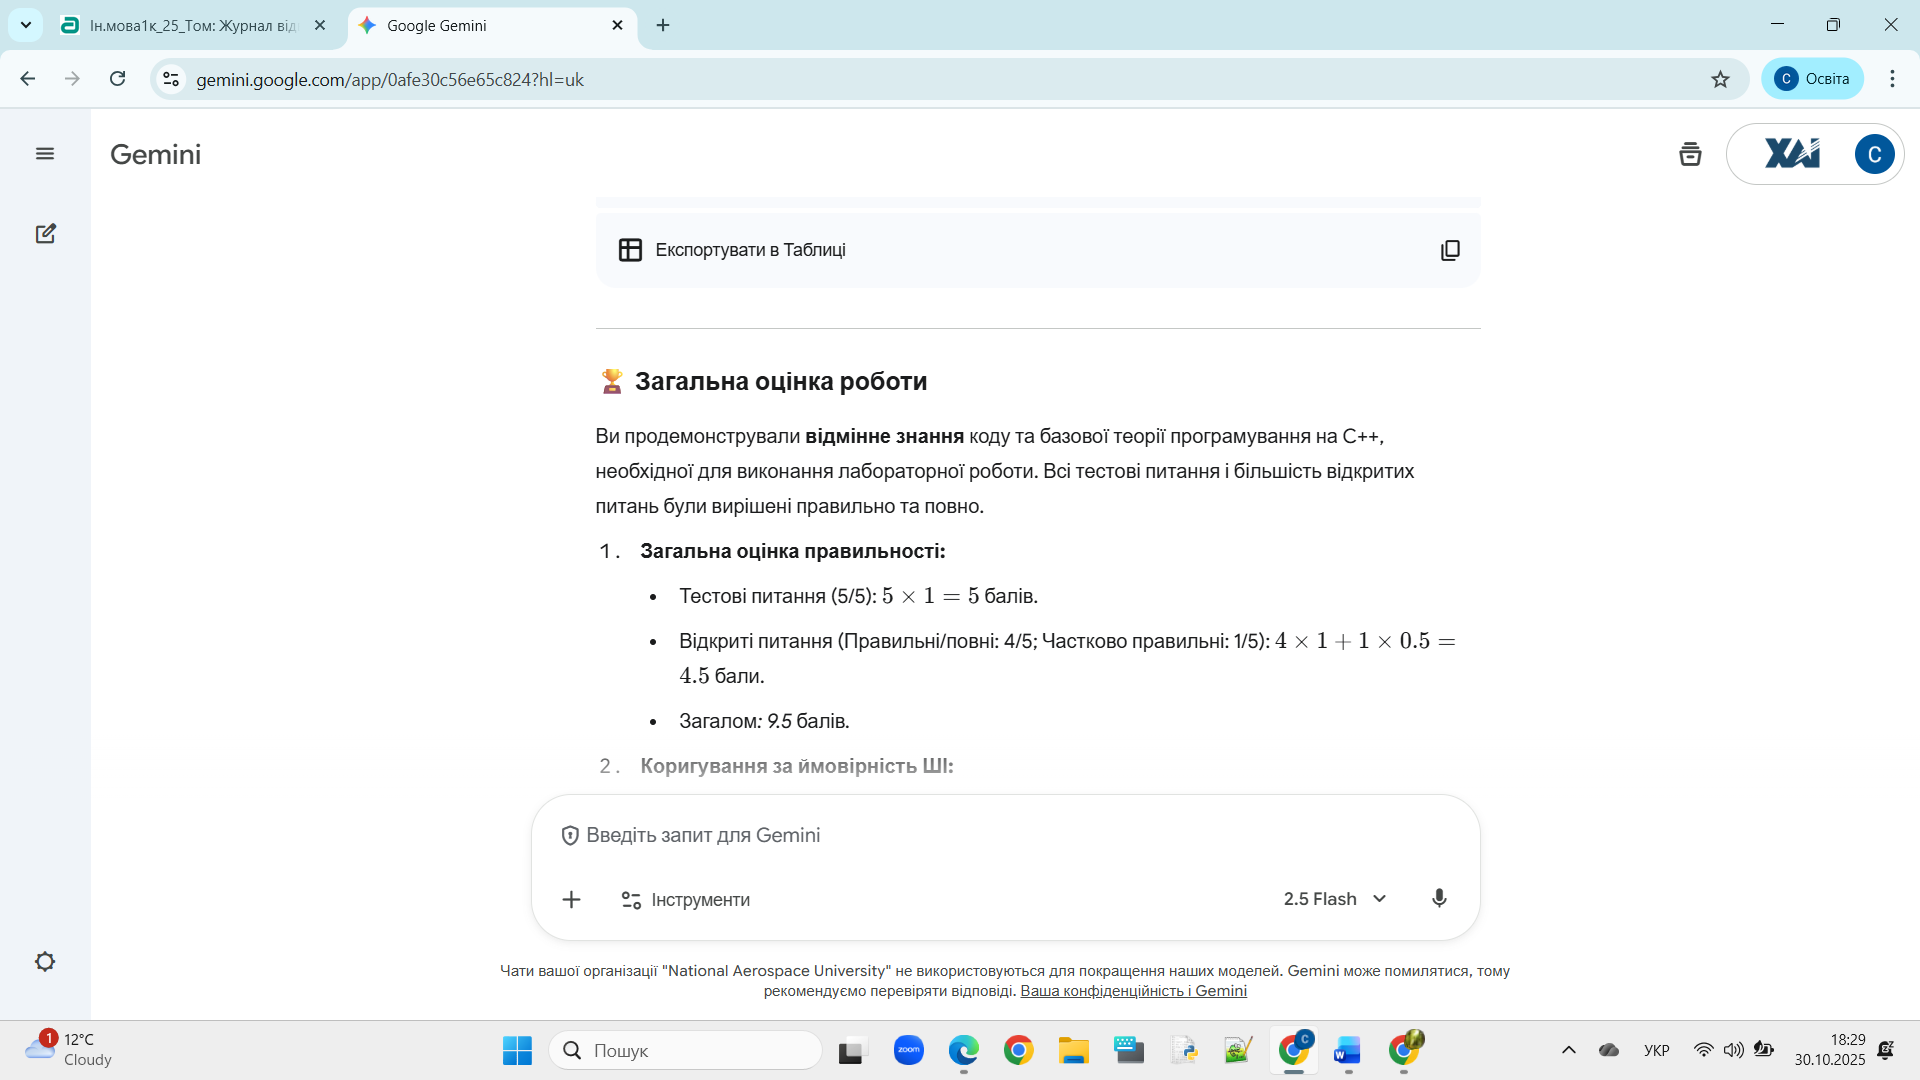 Ін.мова1к_25_Том: Журнал від
Google Gemini
gemini.google.com/app/0afe30c56e65c824?hl=uk
C
Освіта
Gemini
XAI
C
Експортувати в Таблиці
Загальна оцінка роботи
Ви продемонстрували відмінне знання коду та базової теорії програмування на C++,
необхідної для виконання лабораторної роботи. Всі тестові питання і більшість відкритих
питань були вирішені правильно та повно.
1. Загальна оцінка правильності:
• Тестові питання (5/5): 5 × 1 = 5 балів.
• Відкриті питання (Правильні/повні: 4/5; Частково правильні: 1/5): 4 × 1 + 1 × 0.5 =
4.5 бали.
• Загалом: 9.5 балів.
2. Коригування за ймовірність ШІ:
Введіть запит для Gemini
Інструменти
2.5 Flash
Чати вашої організації "National Aerospace University" не використовуються для покращення наших моделей. Gemini може помилятися, тому
рекомендуємо перевіряти відповіді. Ваша конфіденційність і Gemini
1
12°C
Cloudy
Пошук
zoom
C
W
УКР
18:29
30.10.2025